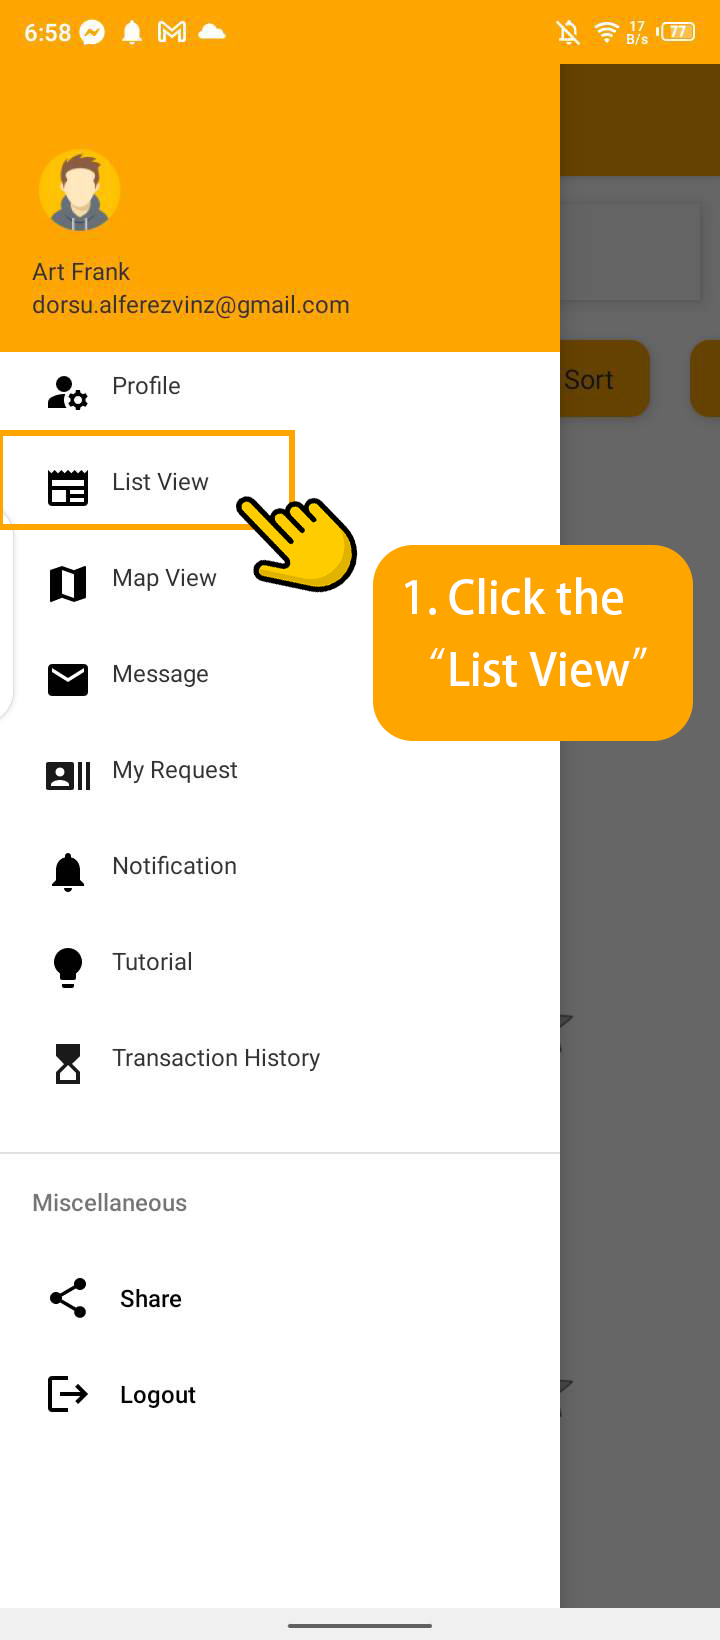 6:58
17
B/s
77
Art Frank
dorsu.alferezvinz@gmail.com
Profile
Sort
List View
Map View
1. Click the
“List View”
Message
My Request
Notification
Tutorial
Transaction History
Miscellaneous
Share
Logout